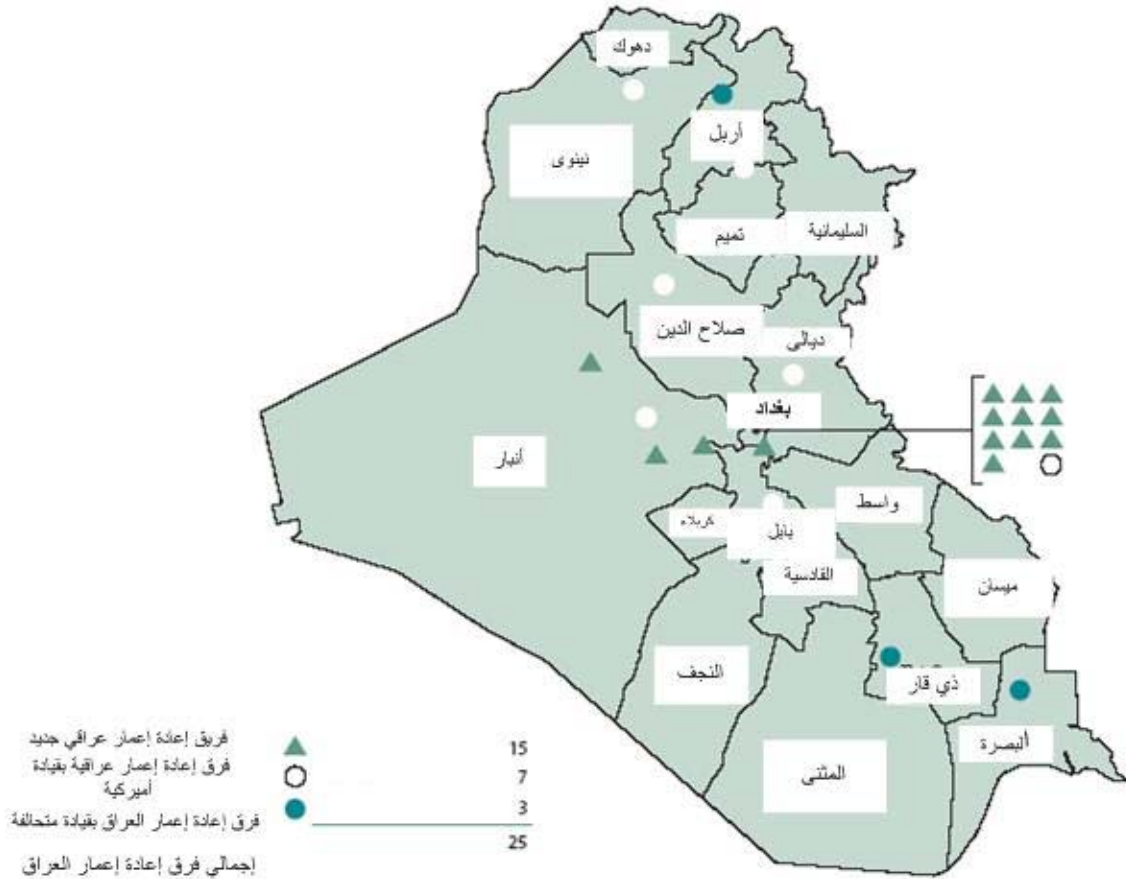 دهوك
أربل
نينوى
تميم
السليمانية
صلاح الدين
ديالى
بغداد
أنبار
واسط
كربلاء
بابل
القادسية
ميسان
النجف
ذي قار
البصرة
المثنى
فريق إعادة إعمار عراقي جديد 15
فرق إعادة إعمار عراقية بقيادة
أميركية 7
فرق إعادة إعمار العراق بقيادة متحالفة 3
إجمالي فرق إعادة إعمار العراق 25